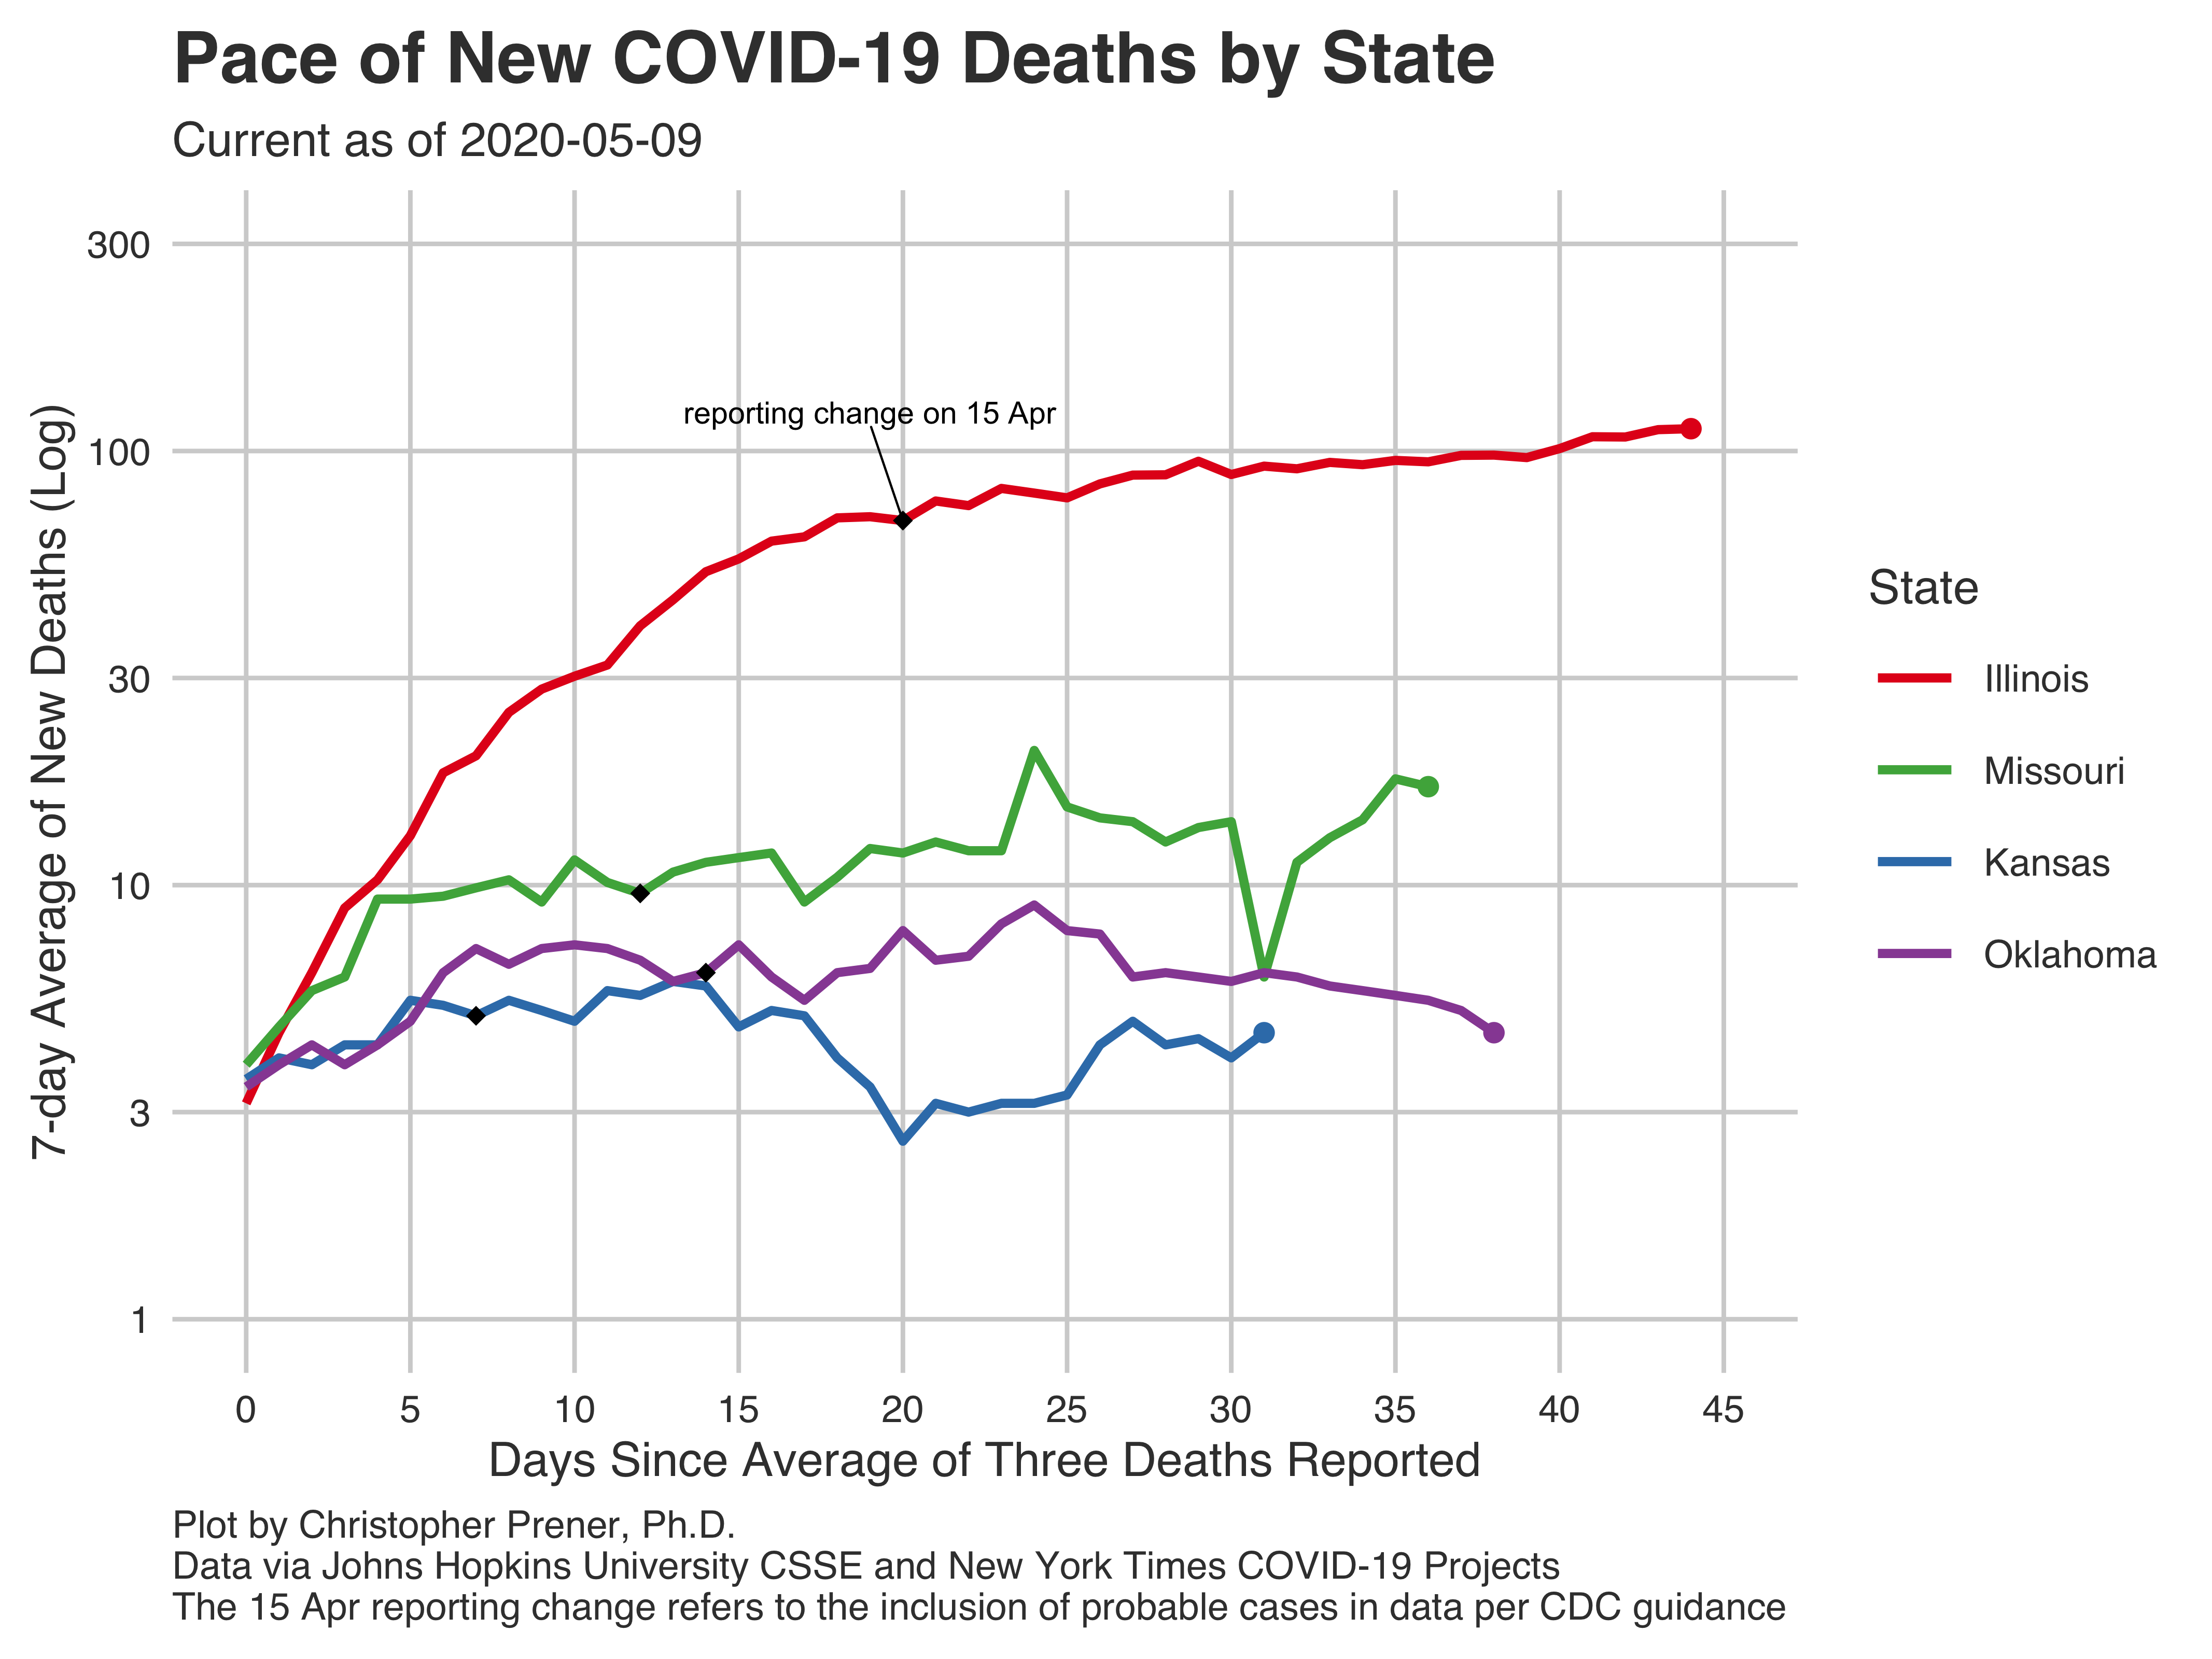 Pace of New COVID-19 Deaths by State
Current as of 2020-05-09
7-day Average of New Deaths (Log)
300
100
30
10
3
1
reporting change on 15 Apr
0 5 10 15 20 25 30 35 40 45
Days Since Average of Three Deaths Reported
State
Illinois
Missouri
Kansas
Oklahoma
Plot by Christopher Prener, Ph.D.
Data via Johns Hopkins University CSSE and New York Times COVID-19 Projects
The 15 Apr reporting change refers to the inclusion of probable cases in data per CDC guidance